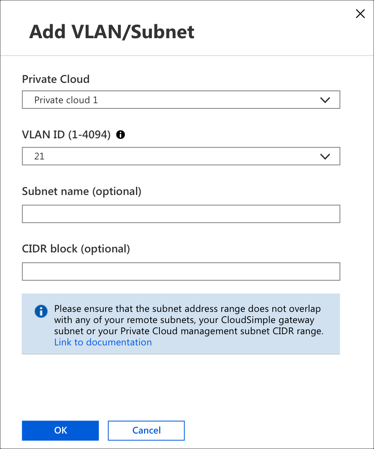 Add VLAN/Subnet
Private Cloud
Private cloud 1
VLAN ID (1-4094)
21
Subnet name (optional)
CIDR block (optional)
Please ensure that the subnet address range does not overlap
with any of your remote subnets, your CloudSimple gateway
subnet or your Private Cloud management subnet CIDR range.
Link to documentation
OK
Cancel